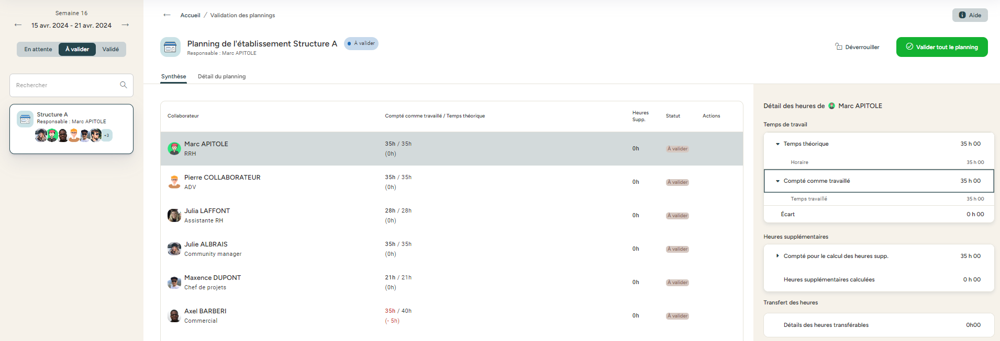 Semaine 16
15 avr. 2024 - 21 avr. 2024
En attente
À valider
Validé
Rechercher
Structure A
Responsable : Marc APITOLE
+3
Accueil / Validation des plannings
Aide
Planning de l'établissement Structure A
À valider
Responsable : Marc APITOLE
Déverrouiller
Valider tout le planning
Synthèse
Détail du planning
Collaborateur
Compté comme travaillé / Temps théorique
Heures
Supp.
Statut
Actions
Marc APITOLE
RRH
35h / 35h
(0h)
0h
À valider
Pierre COLLABORATEUR
ADV
35h / 35h
(0h)
0h
À valider
Julia LAFFONT
Assistante RH
28h / 28h
(0h)
0h
À valider
Julie ALBRAIS
Community manager
35h / 35h
(0h)
0h
À valider
Maxence DUPONT
Chef de projets
21h / 21h
(0h)
0h
À valider
Axel BARBERI
Commercial
35h / 40h
(- 5h)
0h
À valider
Détail des heures de Marc APITOLE
Temps de travail
Temps théorique 35 h 00
Horaire 35 h 00
Compté comme travaillé 35 h 00
Temps travaillé 35 h 00
Écart 0 h 00
Heures supplémentaires
Compté pour le calcul des heures supp. 35 h 00
Heures supplémentaires calculées 0 h 00
Transfert des heures
Détails des heures transférables 0h00